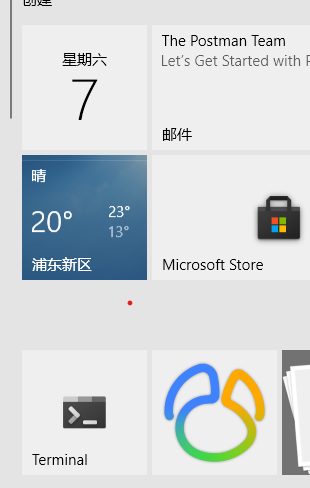 创建
星期六
7
The Postman Team
Let's Get Started with
邮件
晴
20°
23°
13°
浦东新区
Microsoft Store
Terminal